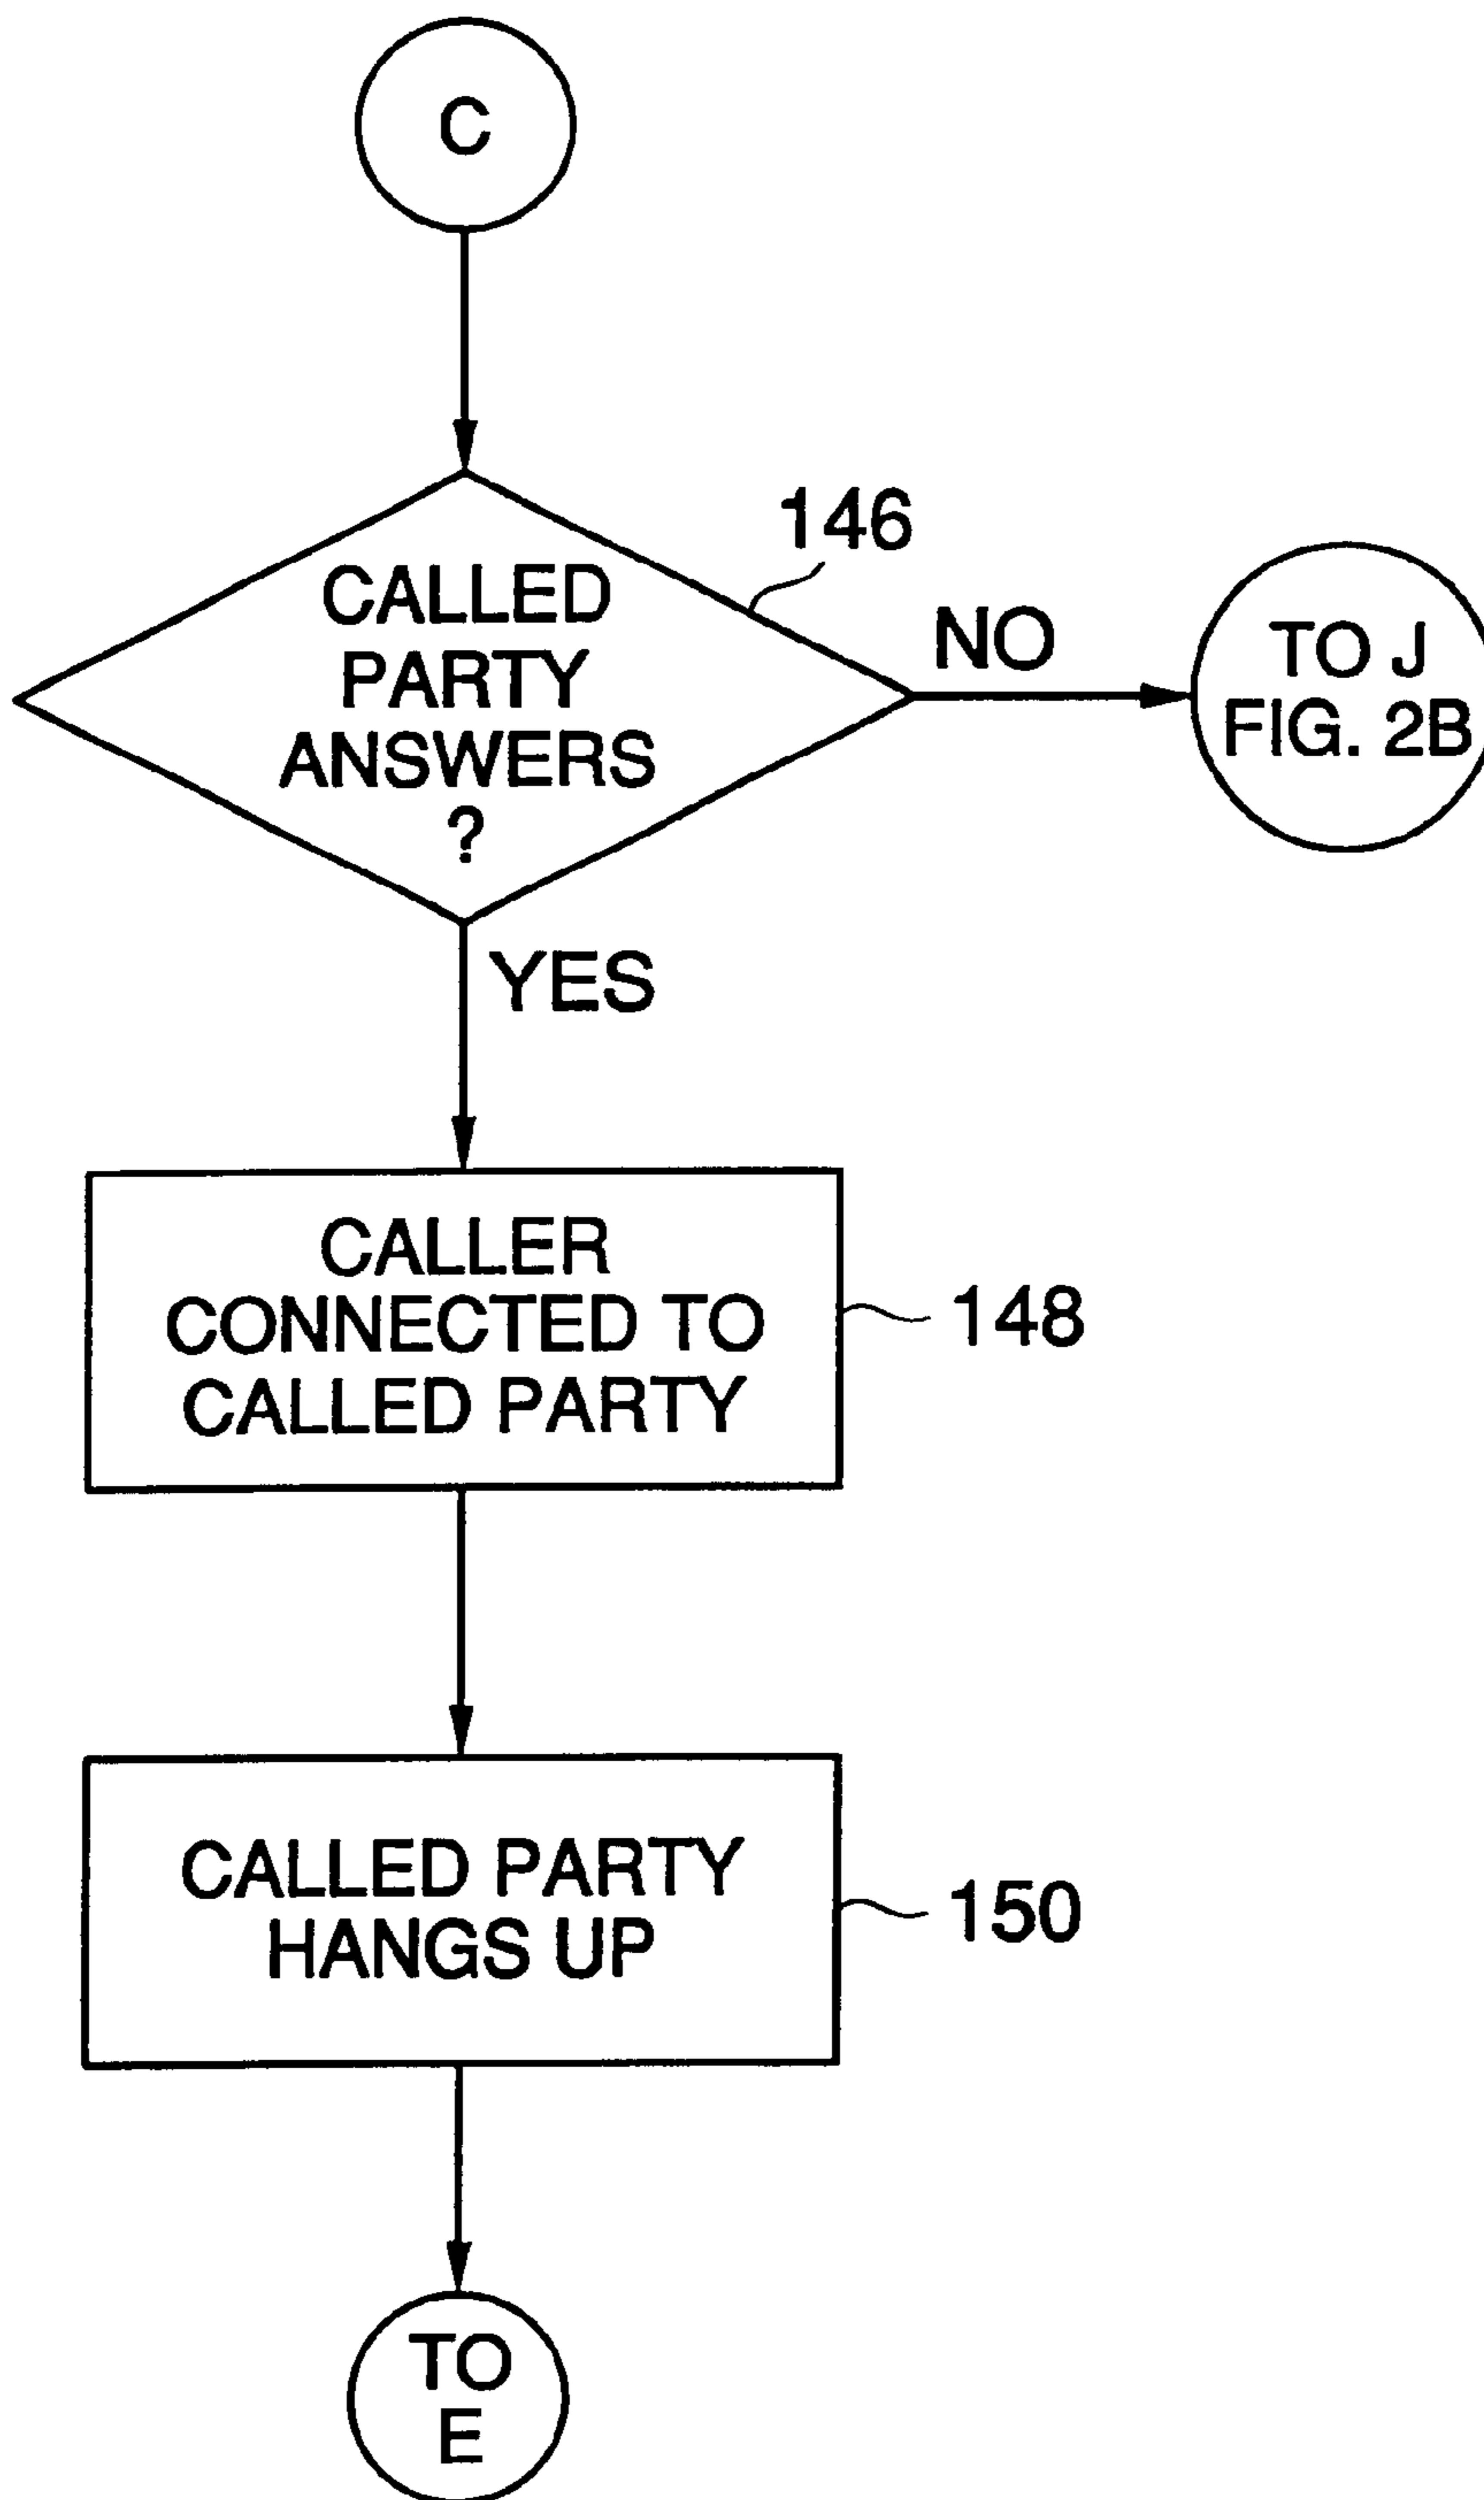 C
146
CALLED
PARTY
ANSWERS
?
NO
TO J
FIG. 2B
YES
CALLER
CONNECTED TO
CALLED PARTY
148
CALLED PARTY
HANGS UP
150
TO
E